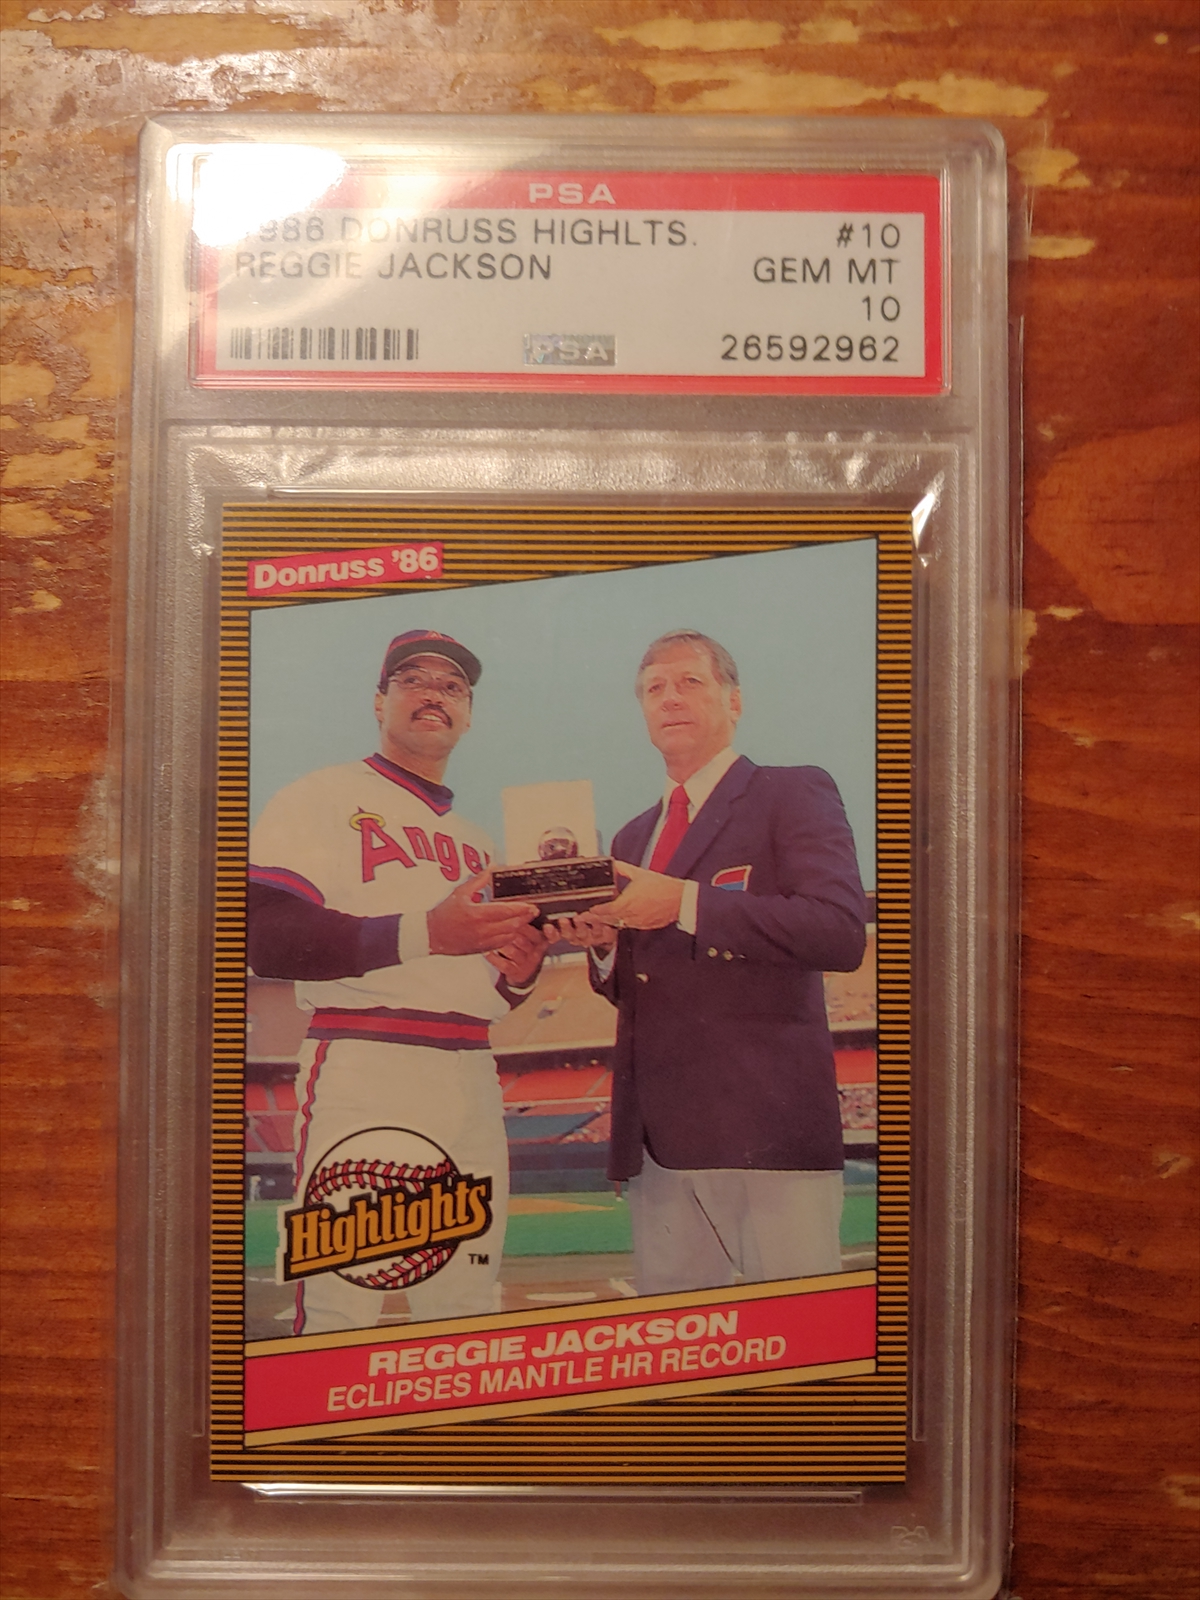 PSA
1986 DONRUSS HIGHLTS. #10
REGGIE JACKSON GEM MT
10
PSA 26592962
Donruss '86
Ange
Highlights
TM
REGGIE JACKSON
ECLIPSES MANTLE HR RECORD